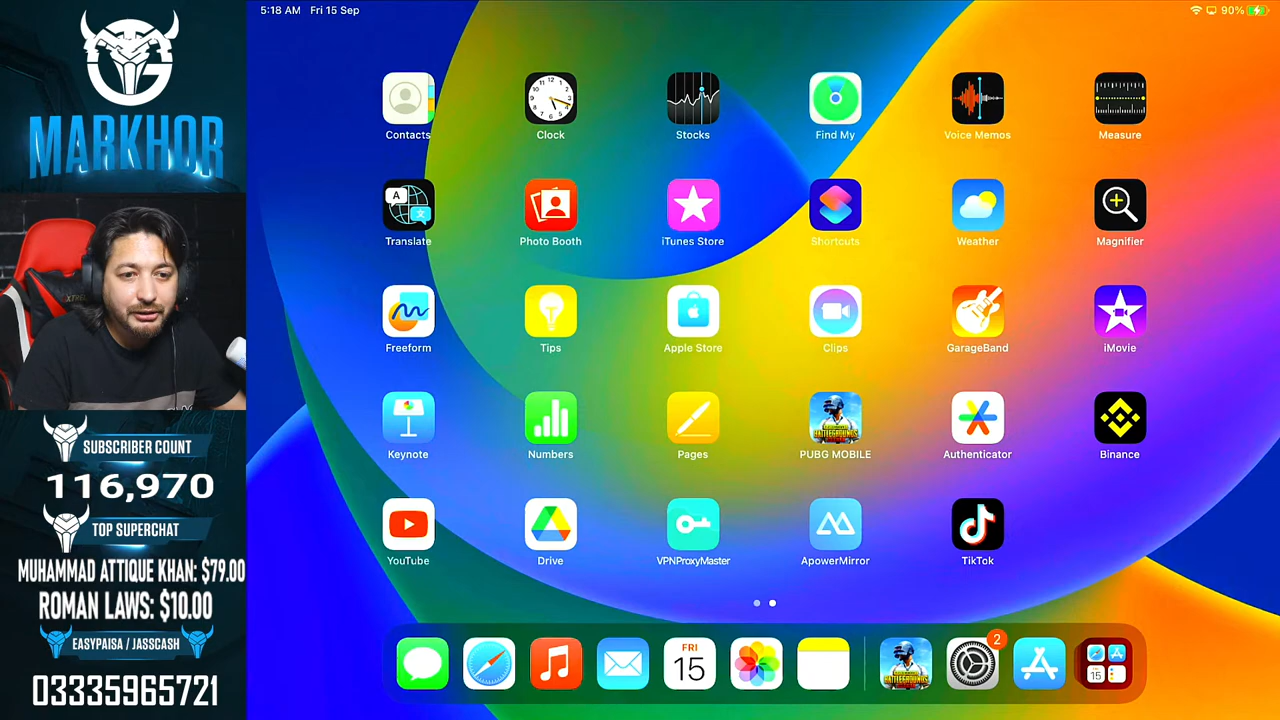 MARKHOR
SUBSCRIBER COUNT
116,970
TOP SUPERCHAT
MUHAMMAD ATTIQUE KHAN: $79.00
ROMAN LAWS: $10.00
EASYPAISA / JASSCASH
03335965721
5:18 AM Fri 15 Sep
90%
Contacts
Clock
Stocks
Find My
Voice Memos
Measure
Translate
Photo Booth
iTunes Store
Shortcuts
Weather
Magnifier
Freeform
Tips
Apple Store
Clips
GarageBand
iMovie
Keynote
Numbers
Pages
PUBG MOBILE
Authenticator
Binance
YouTube
Drive
VPNProxyMaster
ApowerMirror
TikTok
FRI
15
2
15